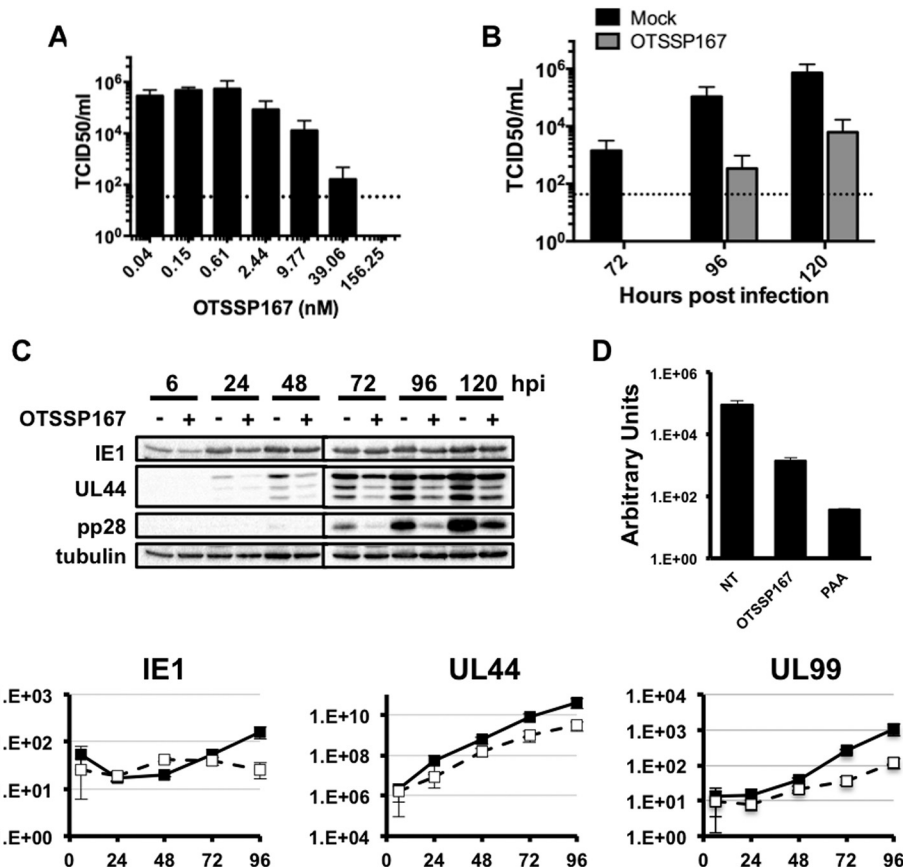 A
TCID50/ml
10⁶
10⁴
10²
10⁰
0.04
0.15
0.61
2.44
9.77
39.06
156.25
OTSSP167 (nM)
B
Mock
OTSSP167
TCID50/mL
10⁶
10⁴
10²
10⁰
72
96
120
Hours post infection
C
6 24 48 72 96 120 hpi
OTSSP167 - + - + - + - + - + - +
IE1
UL44
pp28
tubulin
D
Arbitrary Units
1.E+06
1.E+04
1.E+02
1.E+00
NT
OTSSP167
PAA
IE1
.E+03
.E+02
.E+01
.E+00
0 24 48 72 96
UL44
1.E+10
1.E+08
1.E+06
1.E+04
0 24 48 72 96
UL99
1.E+04
1.E+03
1.E+02
1.E+01
1.E+00
0 24 48 72 96